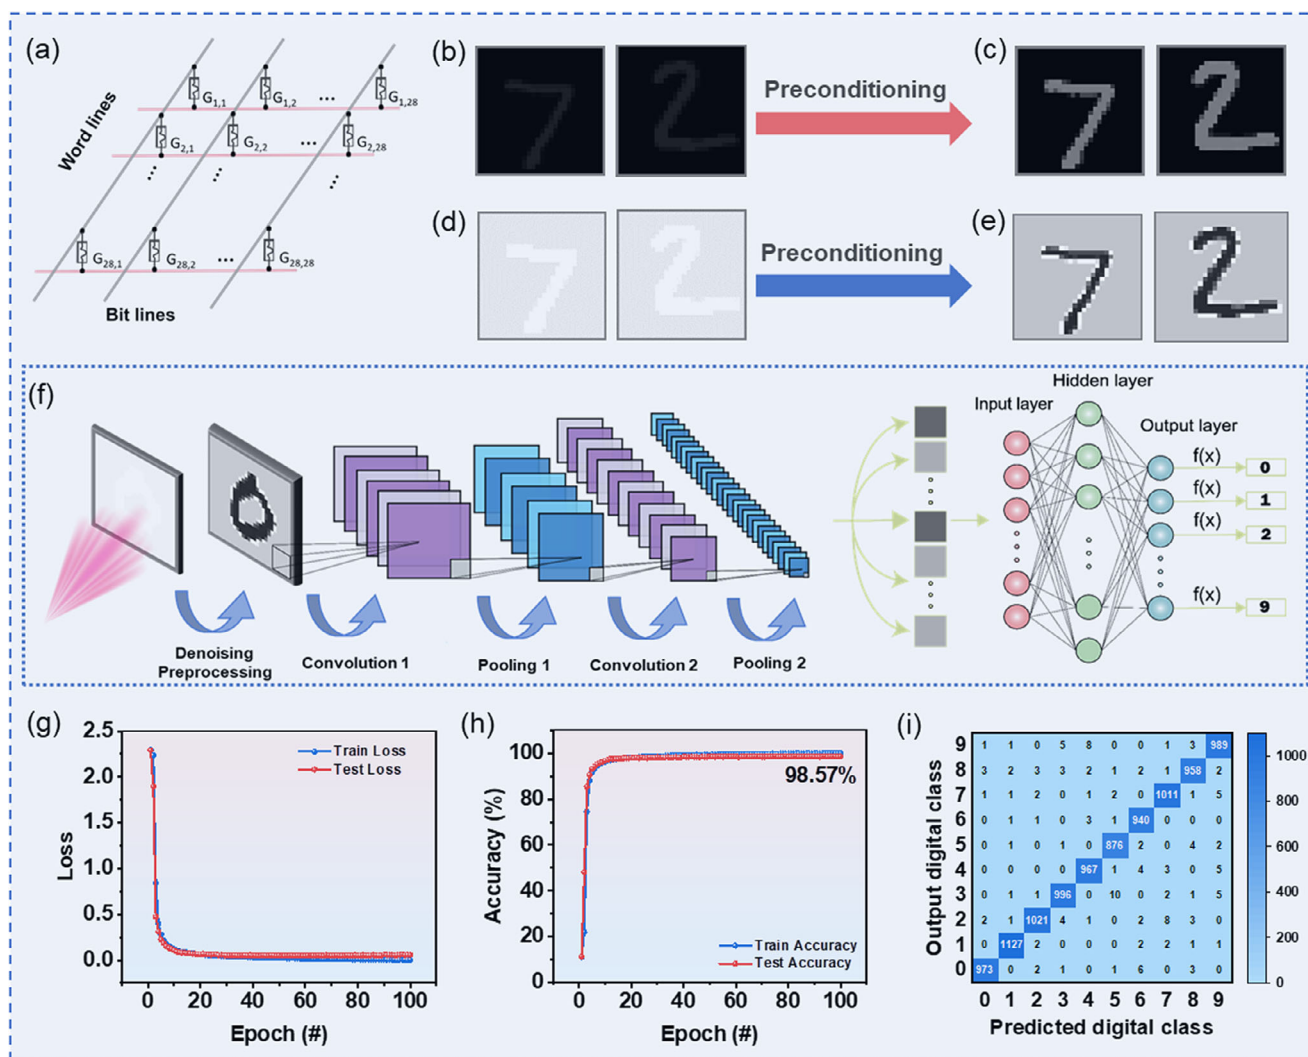 (a)
Word lines
G1,1
G1,2
...
G1,28
G2,1
G2,2
...
G2,28
...
...
...
G28,1
G28,2
...
G28,28
Bit lines
(b)
Preconditioning
(c)
(d)
Preconditioning
(e)
(f)
Denoising
Preprocessing
Convolution 1
Pooling 1
Convolution 2
Pooling 2
Input layer
Hidden layer
Output layer
f(x) 0
f(x) 1
f(x) 2
f(x) 9
(g)
Loss
2.5
2.0
1.5
1.0
0.5
0.0
Train Loss
Test Loss
0 20 40 60 80 100
Epoch (#)
(h)
Accuracy (%)
100
80
60
40
20
0
98.57%
Train Accuracy
Test Accuracy
0 20 40 60 80 100
Epoch (#)
(i)
Output digital class
9 1 1 0 5 8 0 0 1 3 989
8 3 2 3 3 2 1 2 1 958 2
7 1 1 2 0 1 2 0 1011 1 5
6 0 1 1 0 3 1 940 0 0 0
5 0 0 0 1 0 876 2 0 4 2
4 0 0 0 0 967 1 4 3 0 5
3 0 1 1 996 0 10 0 2 1 5
2 2 1 1021 4 1 0 2 8 3 0
1 0 1127 2 0 0 0 2 2 1 1
0 973 0 2 1 0 1 6 0 3 0
0 1 2 3 4 5 6 7 8 9
Predicted digital class
1000
800
600
400
200
0